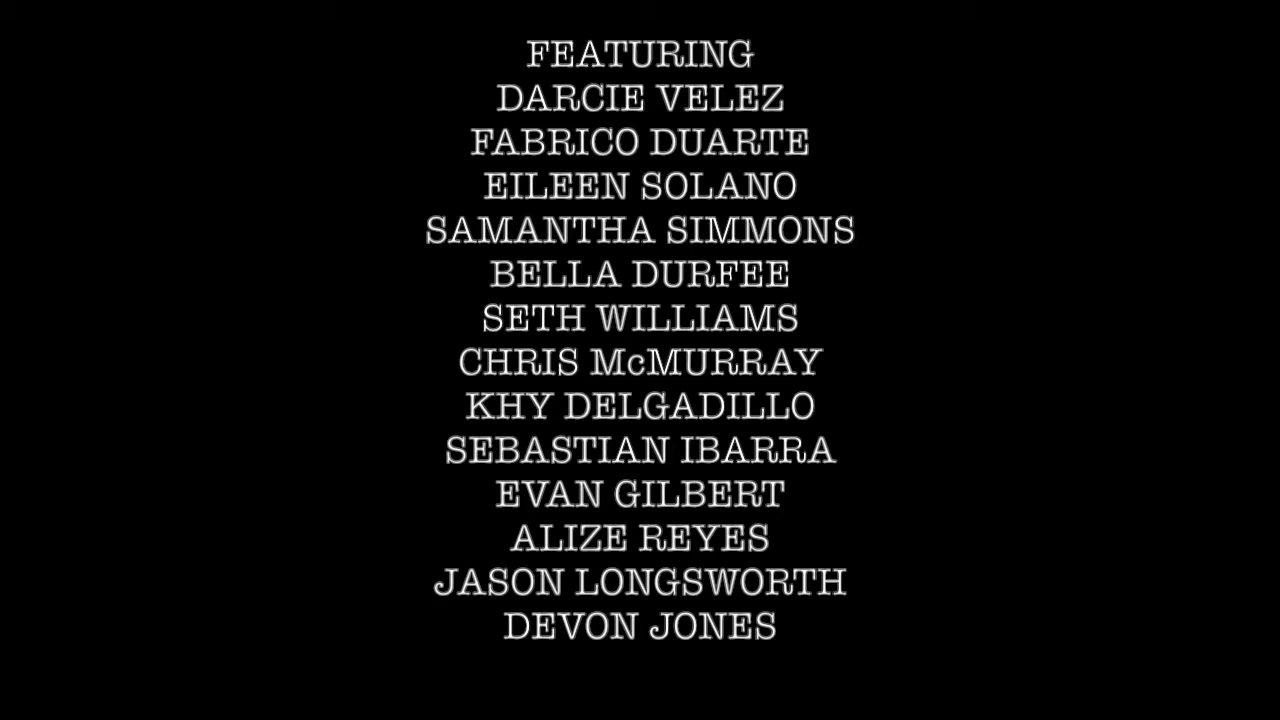 FEATURING
DARCIE VELEZ
FABRICO DUARTE
EILEEN SOLANO
SAMANTHA SIMMONS
BELLA DURFEE
SETH WILLIAMS
CHRIS McMURRAY
KHY DELGADILLO
SEBASTIAN IBARRA
EVAN GILBERT
ALIZE REYES
JASON LONGSWORTH
DEVON JONES